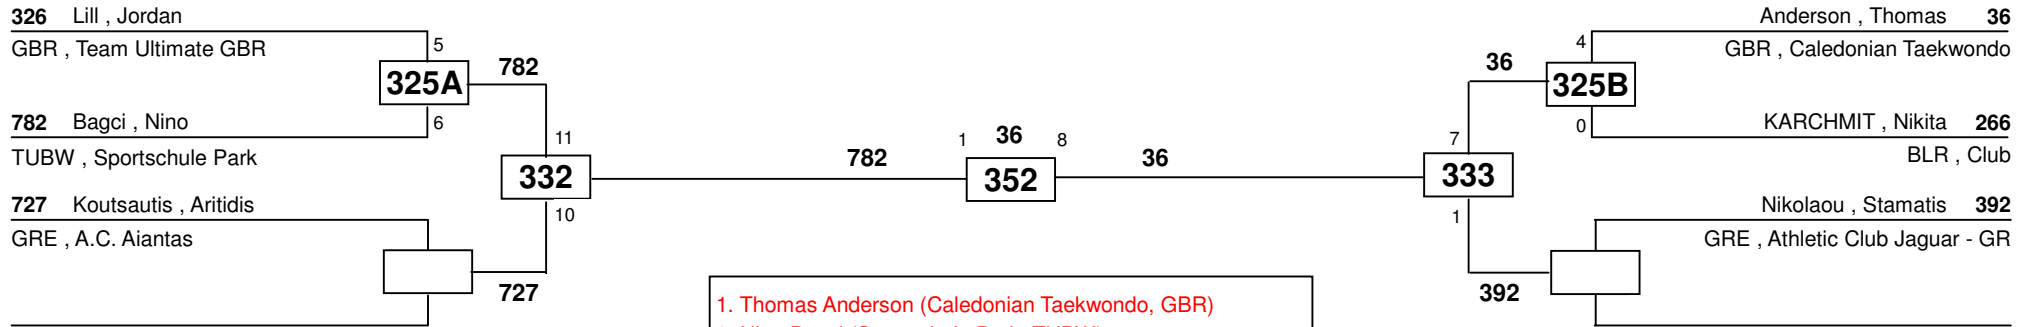 326 Lill , Jordan
GBR , Team Ultimate GBR
5
325A
782
782 Bagci , Nino
6
TUBW , Sportschule Park
11
332
10
727 Koutsautis , Aritidis
GRE , A.C. Aiantas
727
782
1 36 8
352
36
Anderson , Thomas 36
GBR , Caledonian Taekwondo
4
36
325B
0
KARCHMIT , Nikita 266
BLR , Club
7
333
1
Nikolaou , Stamatis 392
GRE , Athletic Club Jaguar - GR
392
1. Thomas Anderson (Caledonian Taekwondo, GBR)